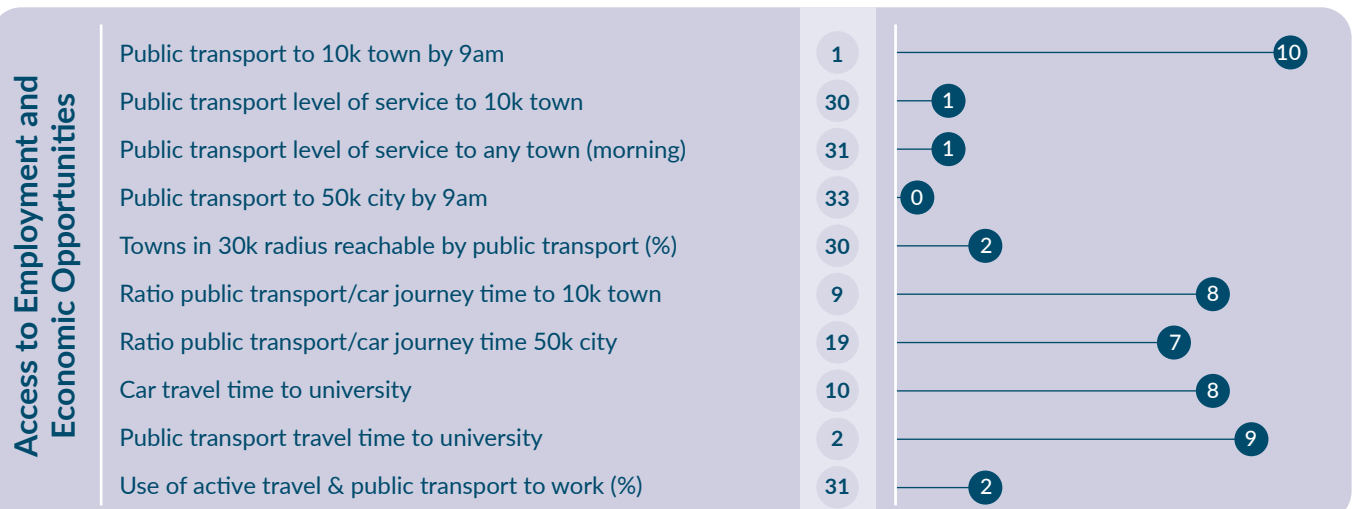 Access to Employment and
Economic Opportunities
Public transport to 10k town by 9am 1 10
Public transport level of service to 10k town 30 1
Public transport level of service to any town (morning) 31 1
Public transport to 50k city by 9am 33 0
Towns in 30k radius reachable by public transport (%) 30 2
Ratio public transport/car journey time to 10k town 9 8
Ratio public transport/car journey time 50k city 19 7
Car travel time to university 10 8
Public transport travel time to university 2 9
Use of active travel & public transport to work (%) 31 2